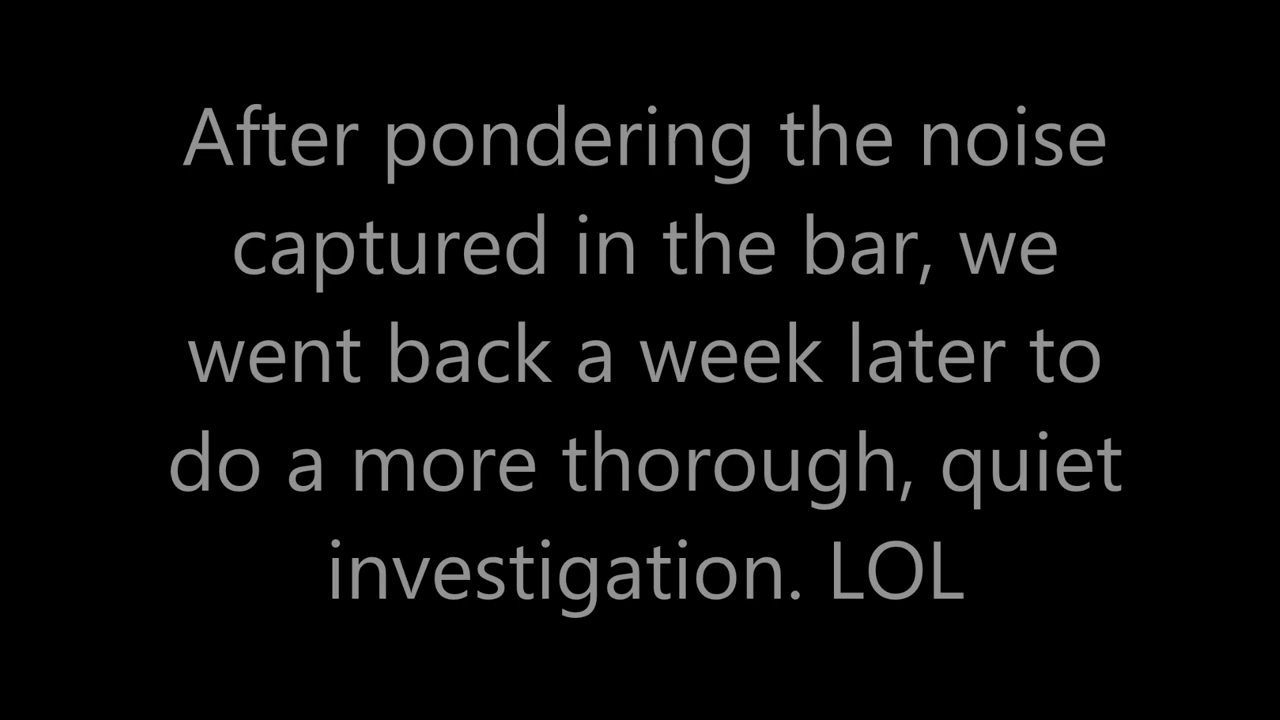 After pondering the noise
captured in the bar, we
went back a week later to
do a more thorough, quiet
investigation. LOL